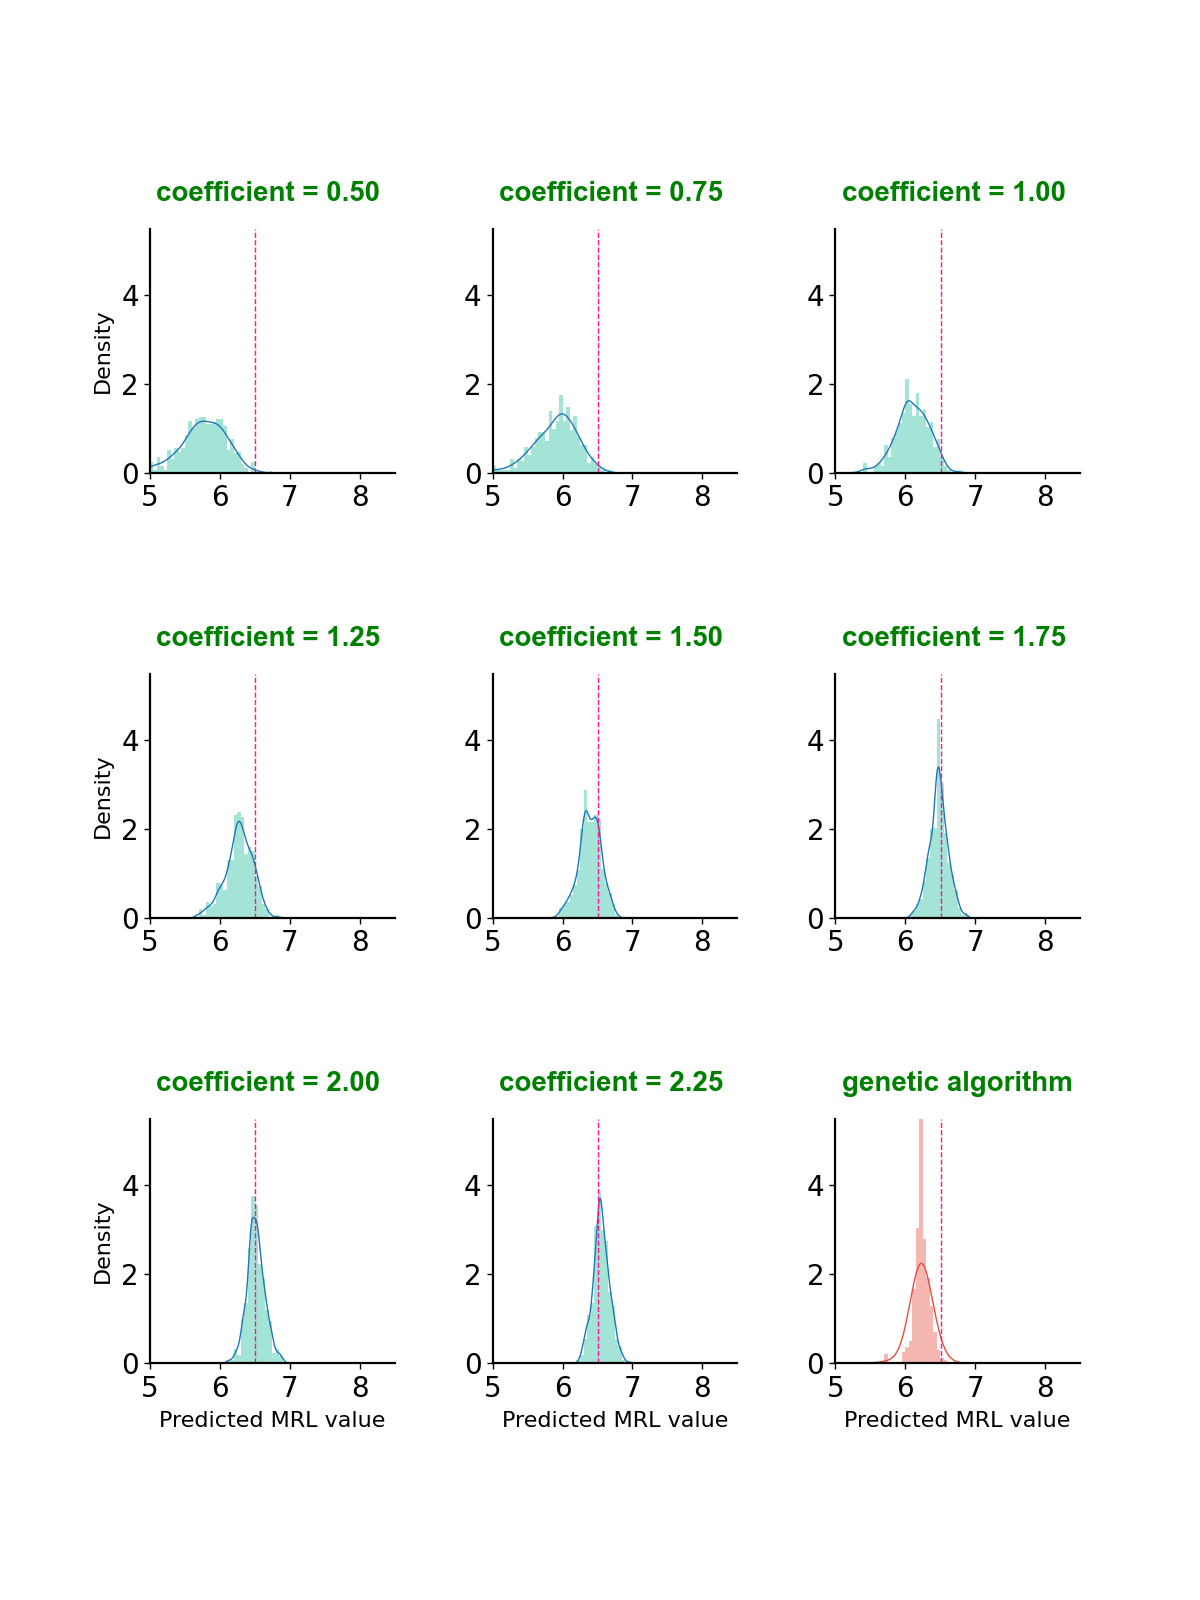 coefficient = 0.50
coefficient = 0.75
coefficient = 1.00
Density
4
2
0
5 6 7 8
4
2
0
5 6 7 8
4
2
0
5 6 7 8
coefficient = 1.25
coefficient = 1.50
coefficient = 1.75
Density
4
2
0
5 6 7 8
4
2
0
5 6 7 8
4
2
0
5 6 7 8
coefficient = 2.00
coefficient = 2.25
genetic algorithm
Density
4
2
0
5 6 7 8
Predicted MRL value
4
2
0
5 6 7 8
Predicted MRL value
4
2
0
5 6 7 8
Predicted MRL value